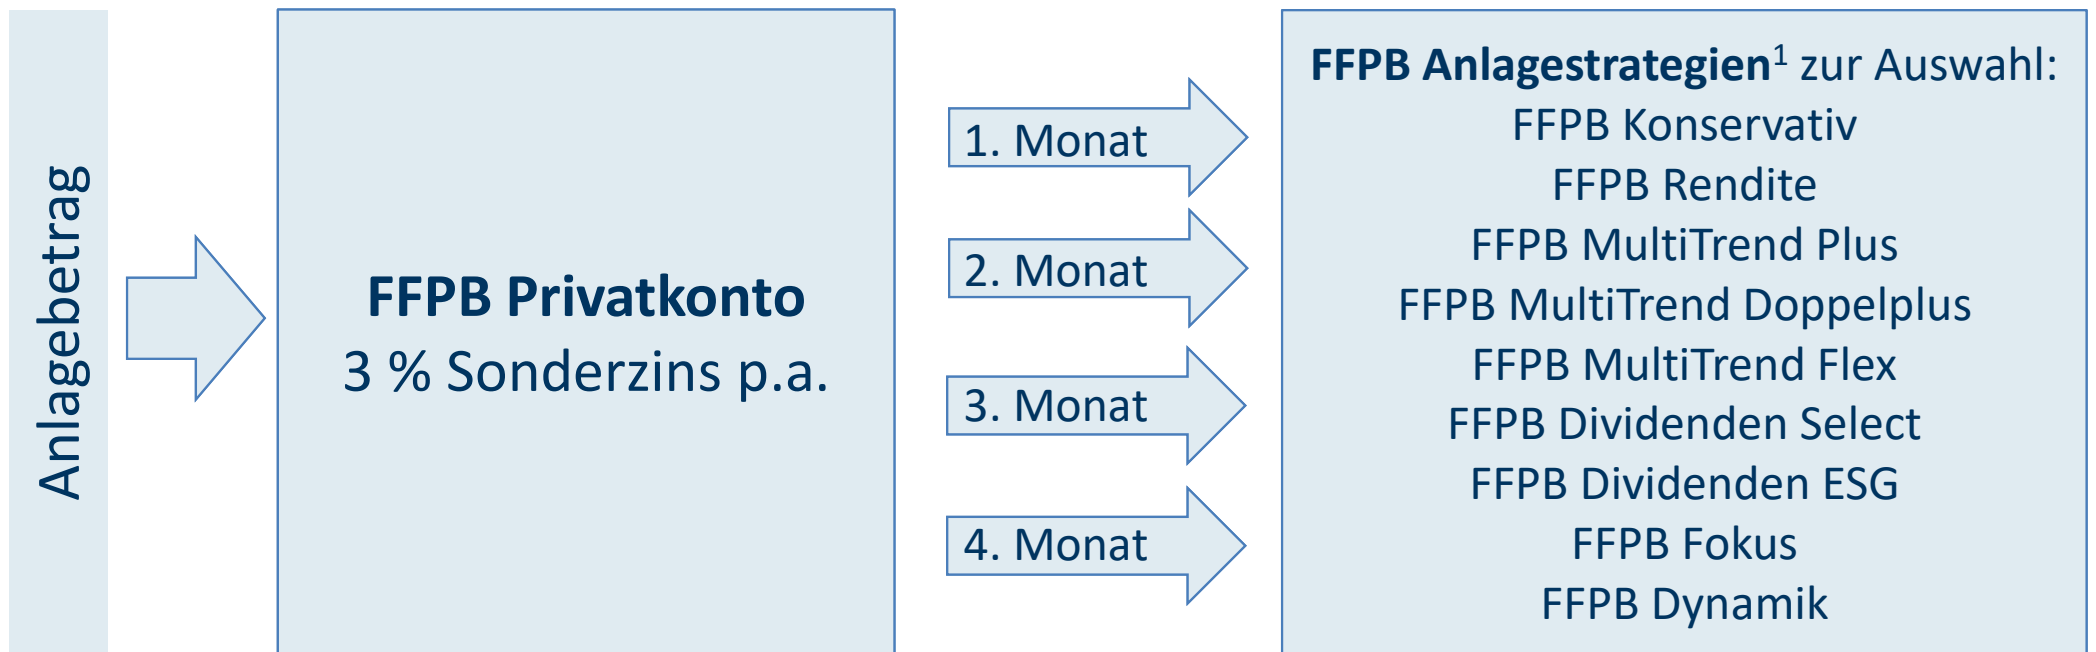 Anlagebetrag
FFPB Privatkonto
3 % Sonderzins p.a.
1. Monat
2. Monat
3. Monat
4. Monat
FFPB Anlagestrategien¹ zur Auswahl:
FFPB Konservativ
FFPB Rendite
FFPB MultiTrend Plus
FFPB MultiTrend Doppelplus
FFPB MultiTrend Flex
FFPB Dividenden Select
FFPB Dividenden ESG
FFPB Fokus
FFPB Dynamik